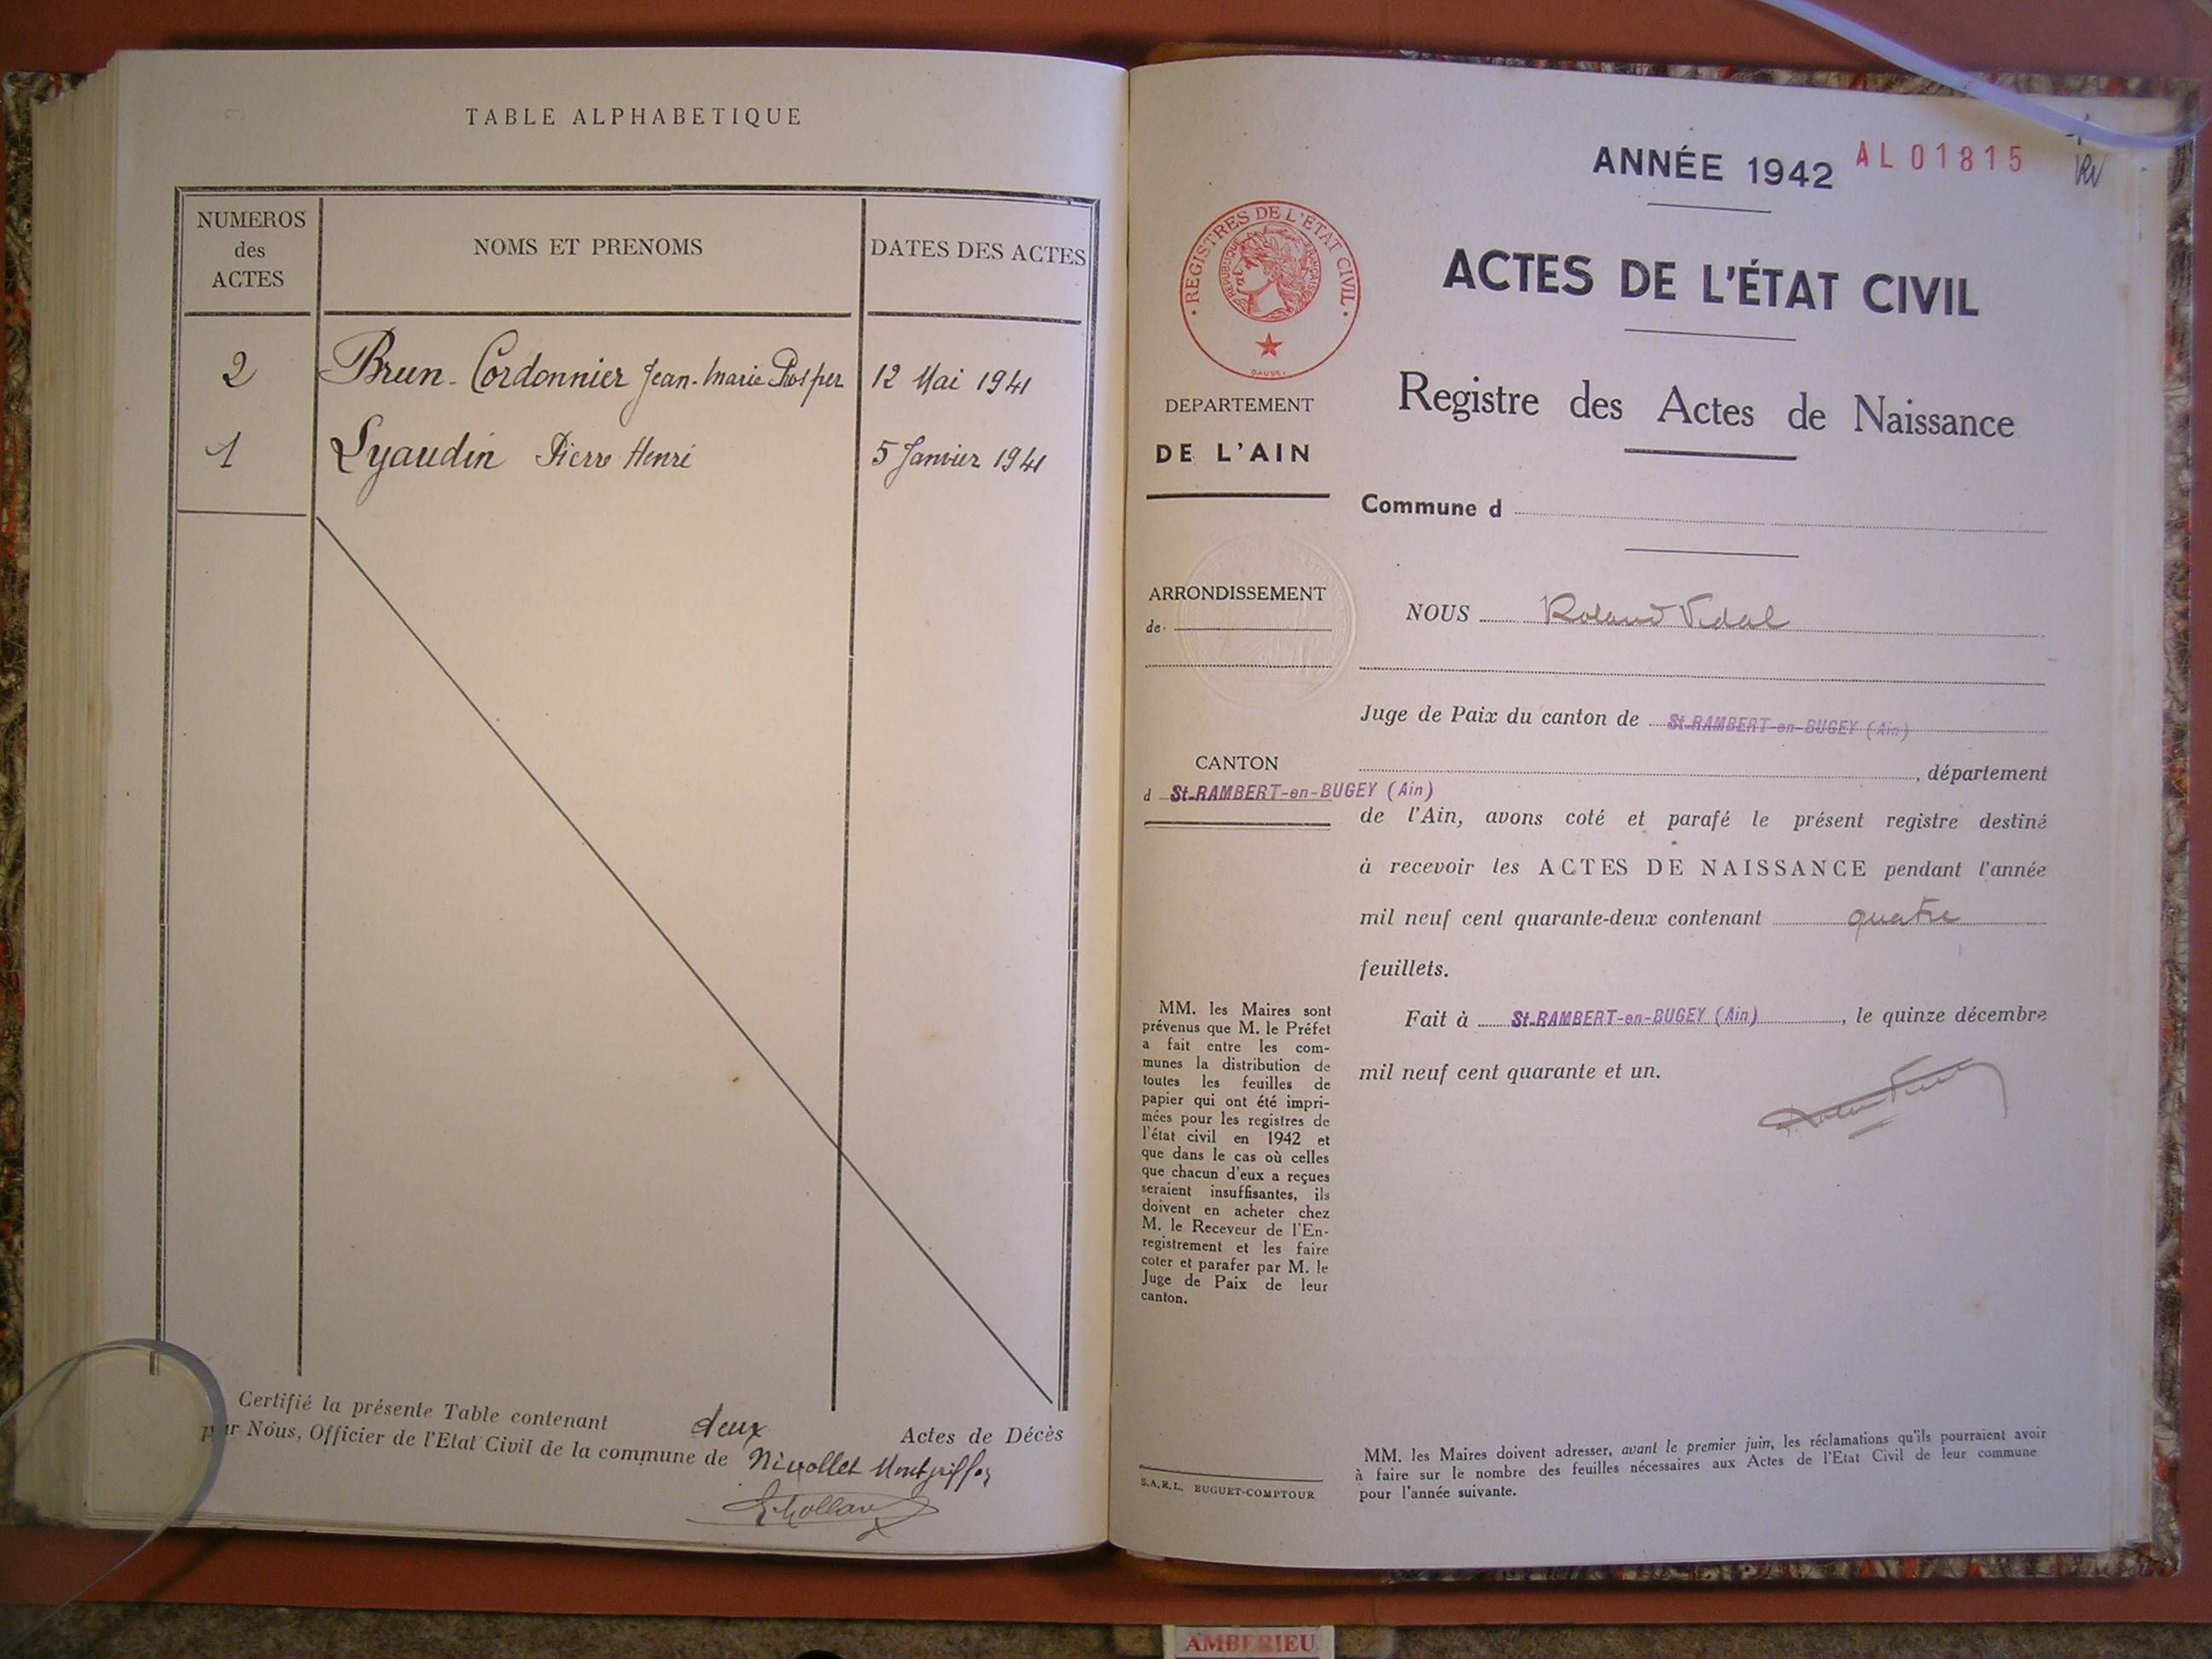 TABLE ALPHABETIQUE
NUMEROS
des
ACTES
NOMS ET PRENOMS
DATES DES ACTES
2 Brun-Cordonnier Jean-Marie Prosper 12 Mai 1941
1 Lyaudin Pierre Henri 5 Janvier 1941
Certifié la présente Table contenant deux Actes de Décès
par Nous, Officier de l'Etat Civil de la commune de Nivollet Montgriffon
ANNÉE 1942
AL 01815
RV
ACTES DE L'ÉTAT CIVIL
Registre des Actes de Naissance
REGISTRES DE L'ÉTAT CIVIL
REPUBLIQUE FRANÇAISE
DEPARTEMENT
DE L'AIN
Commune d
ARRONDISSEMENT
de
NOUS Roland Vidal
Juge de Paix du canton de St-RAMBERT-en-BUGEY (Ain)
, département
CANTON
d St-RAMBERT-en-BUGEY (Ain)
de l'Ain, avons coté et parafé le présent registre destiné
à recevoir les ACTES DE NAISSANCE pendant l'année
mil neuf cent quarante-deux contenant quatre
feuillets.
Fait à St-RAMBERT-en-BUGEY (Ain), le quinze décembre
mil neuf cent quarante et un.
MM. les Maires sont
prévenus que M. le Préfet
a fait entre les com-
munes la distribution de
toutes les feuilles de
papier qui ont été impri-
mées pour les registres de
l'état civil en 1942 et
que dans le cas où celles
que chacun d'eux a reçues
seraient insuffisantes, ils
doivent en acheter chez
M. le Receveur de l'En-
registrement et les faire
coter et parafer par M. le
Juge de Paix de leur
canton.
S.A.R.L. BUGUET-COMPTOUR
MM. les Maires doivent adresser, avant le premier juin, les réclamations qu'ils pourraient avoir
à faire sur le nombre des feuilles nécessaires aux Actes de l'Etat Civil de leur commune
pour l'année suivante.
AMBERIEU